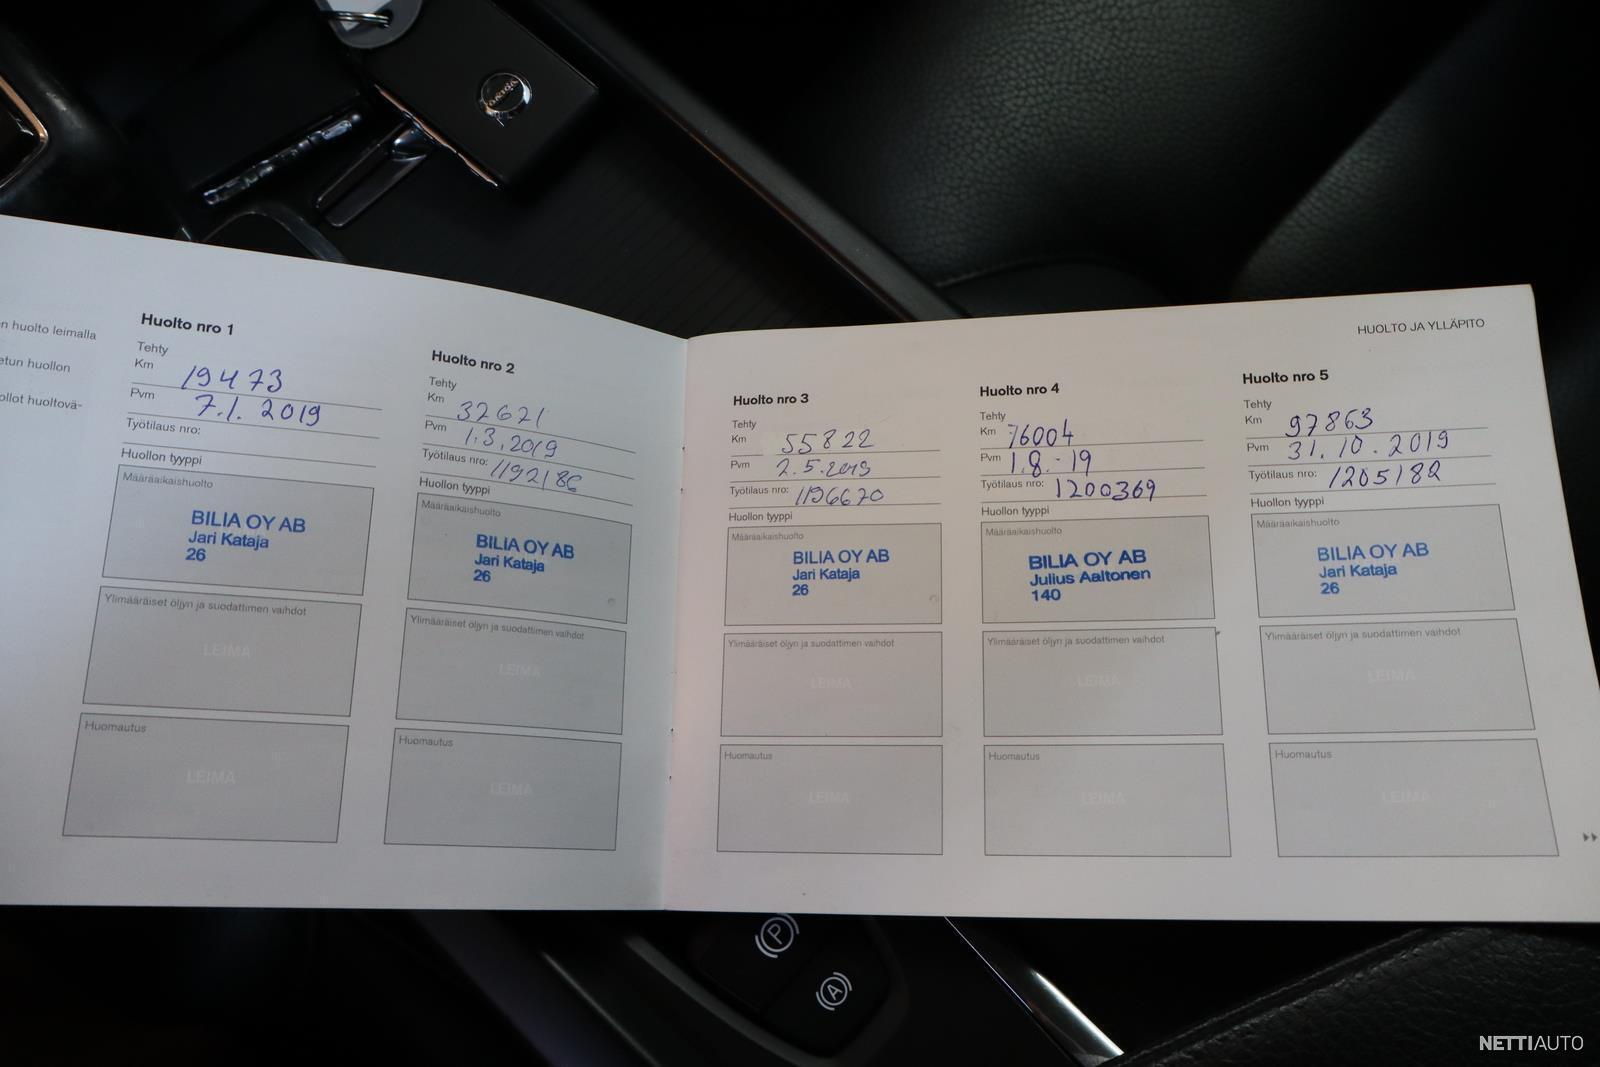 n huolto leimalla
etun huollon
ollot huoltovä-
Huolto nro 1
Tehty
Km 19473
Pvm 7.1. 2019
Työtilaus nro:
Huollon tyyppi
Määräaikaishuolto
BILIA OY AB
Jari Kataja
26
Ylimääräiset öljyn ja suodattimen vaihdot
LEIMA
Huomautus
LEIMA
Huolto nro 2
Tehty
Km 37671
Pvm 1.3.2019
Työtilaus nro: 1192186
Huollon tyyppi
Määräaikaishuolto
BILIA OY AB
Jari Kataja
26
Ylimääräiset öljyn ja suodattimen vaihdot
LEIMA
Huomautus
LEIMA
HUOLTO JA YLLÄPITO
Huolto nro 3
Tehty
Km 55822
Pvm 2.5.2019
Työtilaus nro: 1196670
Huollon tyyppi
Määräaikaishuolto
BILIA OY AB
Jari Kataja
26
Ylimääräiset öljyn ja suodattimen vaihdot
LEIMA
Huomautus
LEIMA
Huolto nro 4
Tehty
Km 76004
Pvm 1.8.-19
Työtilaus nro: 1200369
Huollon tyyppi
Määräaikaishuolto
BILIA OY AB
Julius Aaltonen
140
Ylimääräiset öljyn ja suodattimen vaihdot
LEIMA
Huomautus
LEIMA
Huolto nro 5
Tehty
Km 97863
Pvm 31.10.2019
Työtilaus nro: 1205182
Huollon tyyppi
Määräaikaishuolto
BILIA OY AB
Jari Kataja
26
Ylimääräiset öljyn ja suodattimen vaihdot
LEIMA
Huomautus
LEIMA
P
A
NETTIAUTO